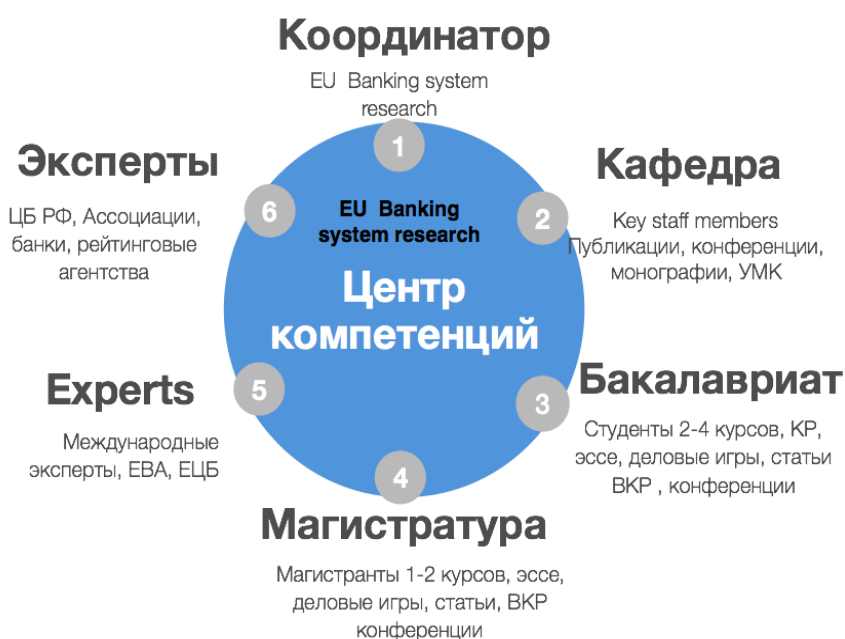 Координатор
EU Banking system
research
1
Эксперты
ЦБ РФ, Ассоциации,
банки, рейтинговые
агентства
6
EU Banking
system research
Центр
компетенций
2
Кафедра
Key staff members
Публикации, конференции,
монографии, УМК
3
Бакалавриат
Студенты 2-4 курсов, КР,
эссе, деловые игры, статьи
ВКР , конференции
4
Магистратура
Магистранты 1-2 курсов, эссе,
деловые игры, статьи, ВКР
конференции
5
Experts
Международные
эксперты, EBA, ЕЦБ